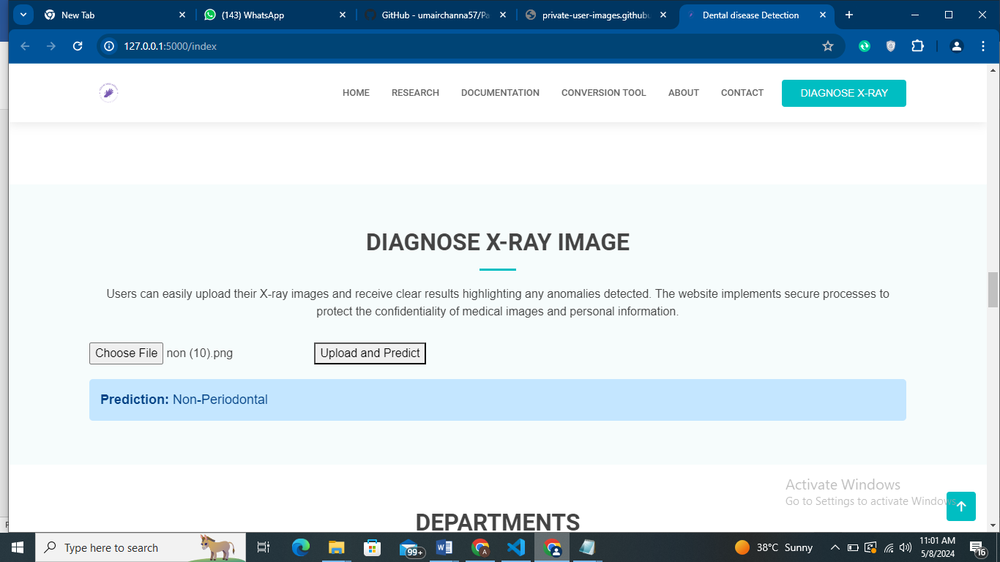 New Tab
(143) WhatsApp
GitHub - umairchanna57/Pa
private-user-images.githubu
Dental disease Detection
127.0.0.1:5000/index
HOME
RESEARCH
DOCUMENTATION
CONVERSION TOOL
ABOUT
CONTACT
DIAGNOSE X-RAY
DIAGNOSE X-RAY IMAGE
Users can easily upload their X-ray images and receive clear results highlighting any anomalies detected. The website implements secure processes to
protect the confidentiality of medical images and personal information.
Choose File non (10).png
Upload and Predict
Prediction: Non-Periodontal
Activate Windows
Go to Settings to activate Windows.
DEPARTMENTS
Type here to search
99+
A
38°C Sunny
11:01 AM
5/8/2024
16